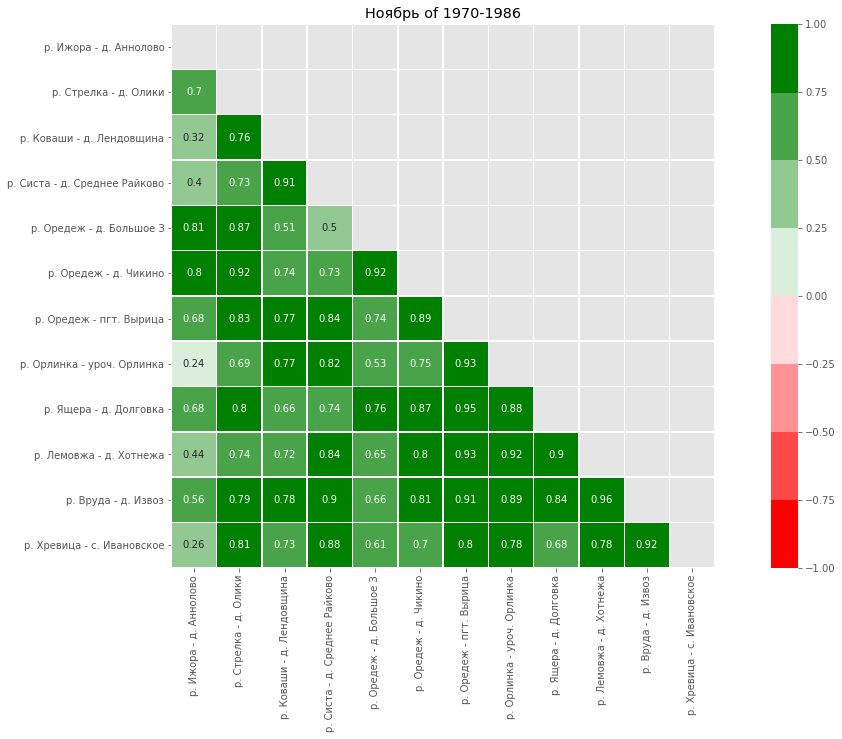 Ноябрь of 1970-1986
р. Ижора - д. Аннолово
р. Стрелка - д. Олики 0.7
р. Коваши - д. Лендовщина 0.32 0.76
р. Систа - д. Среднее Райково 0.4 0.73 0.91
р. Оредеж - д. Большое З 0.81 0.87 0.51 0.5
р. Оредеж - д. Чикино 0.8 0.92 0.74 0.73 0.92
р. Оредеж - пгт. Вырица 0.68 0.83 0.77 0.84 0.74 0.89
р. Орлинка - уроч. Орлинка 0.24 0.69 0.77 0.82 0.53 0.75 0.93
р. Ящера - д. Долговка 0.68 0.8 0.66 0.74 0.76 0.87 0.95 0.88
р. Лемовжа - д. Хотнежа 0.44 0.74 0.72 0.84 0.65 0.8 0.93 0.92 0.9
р. Вруда - д. Извоз 0.56 0.79 0.78 0.9 0.66 0.81 0.91 0.89 0.84 0.96
р. Хревица - с. Ивановское 0.26 0.81 0.73 0.88 0.61 0.7 0.8 0.78 0.68 0.78 0.92
р. Ижора - д. Аннолово
р. Стрелка - д. Олики
р. Коваши - д. Лендовщина
р. Систа - д. Среднее Райково
р. Оредеж - д. Большое З
р. Оредеж - д. Чикино
р. Оредеж - пгт. Вырица
р. Орлинка - уроч. Орлинка
р. Ящера - д. Долговка
р. Лемовжа - д. Хотнежа
р. Вруда - д. Извоз
р. Хревица - с. Ивановское
1.00
0.75
0.50
0.25
0.00
−0.25
−0.50
−0.75
−1.00